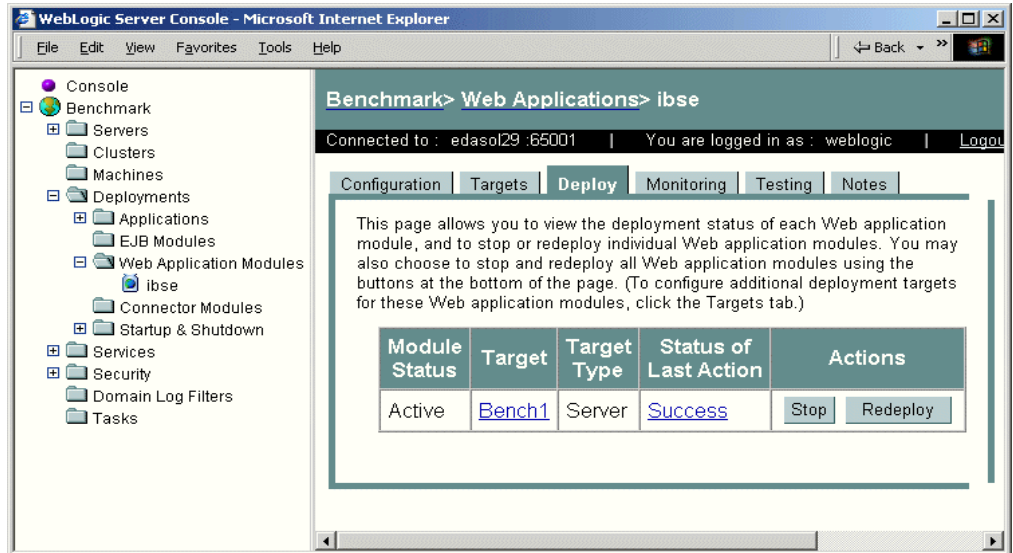 WebLogic Server Console - Microsoft Internet Explorer
File Edit View Favorites Tools Help
Back »
Console
Benchmark
Servers
Clusters
Machines
Deployments
Applications
EJB Modules
Web Application Modules
ibse
Connector Modules
Startup & Shutdown
Services
Security
Domain Log Filters
Tasks
Benchmark> Web Applications> ibse
Connected to : edasol29 :65001 | You are logged in as : weblogic | Logou
Configuration Targets Deploy Monitoring Testing Notes
This page allows you to view the deployment status of each Web application
module, and to stop or redeploy individual Web application modules. You may
also choose to stop and redeploy all Web application modules using the
buttons at the bottom of the page. (To configure additional deployment targets
for these Web application modules, click the Targets tab.)
Module Status Target Target Type Status of Last Action Actions
Active Bench1 Server Success Stop Redeploy